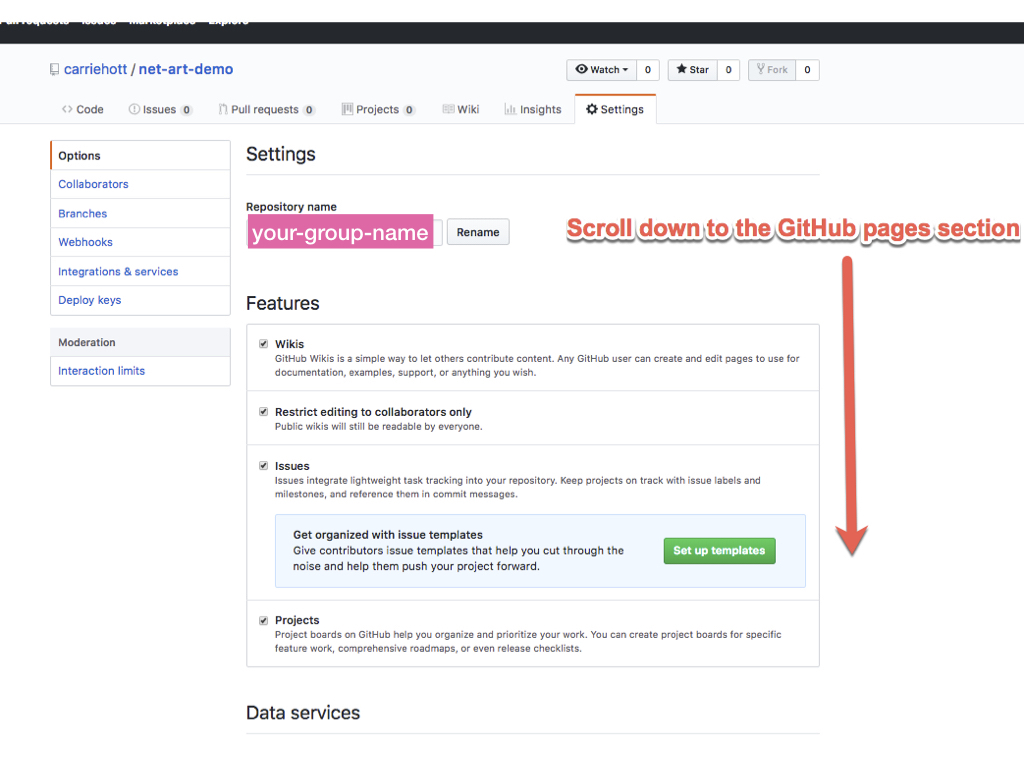 Pull requests Issues Marketplace Explore
carriehott / net-art-demo
Watch 0 Star 0 Fork 0
Code Issues 0 Pull requests 0 Projects 0 Wiki Insights Settings
Options
Collaborators
Branches
Webhooks
Integrations & services
Deploy keys
Moderation
Interaction limits
Settings
Repository name
your-group-name Rename
Scroll down to the GitHub pages section
Features
Wikis
GitHub Wikis is a simple way to let others contribute content. Any GitHub user can create and edit pages to use for
documentation, examples, support, or anything you wish.
Restrict editing to collaborators only
Public wikis will still be readable by everyone.
Issues
Issues integrate lightweight task tracking into your repository. Keep projects on track with issue labels and
milestones, and reference them in commit messages.
Get organized with issue templates
Give contributors issue templates that help you cut through the
noise and help them push your project forward.
Set up templates
Projects
Project boards on GitHub help you organize and prioritize your work. You can create project boards for specific
feature work, comprehensive roadmaps, or even release checklists.
Data services